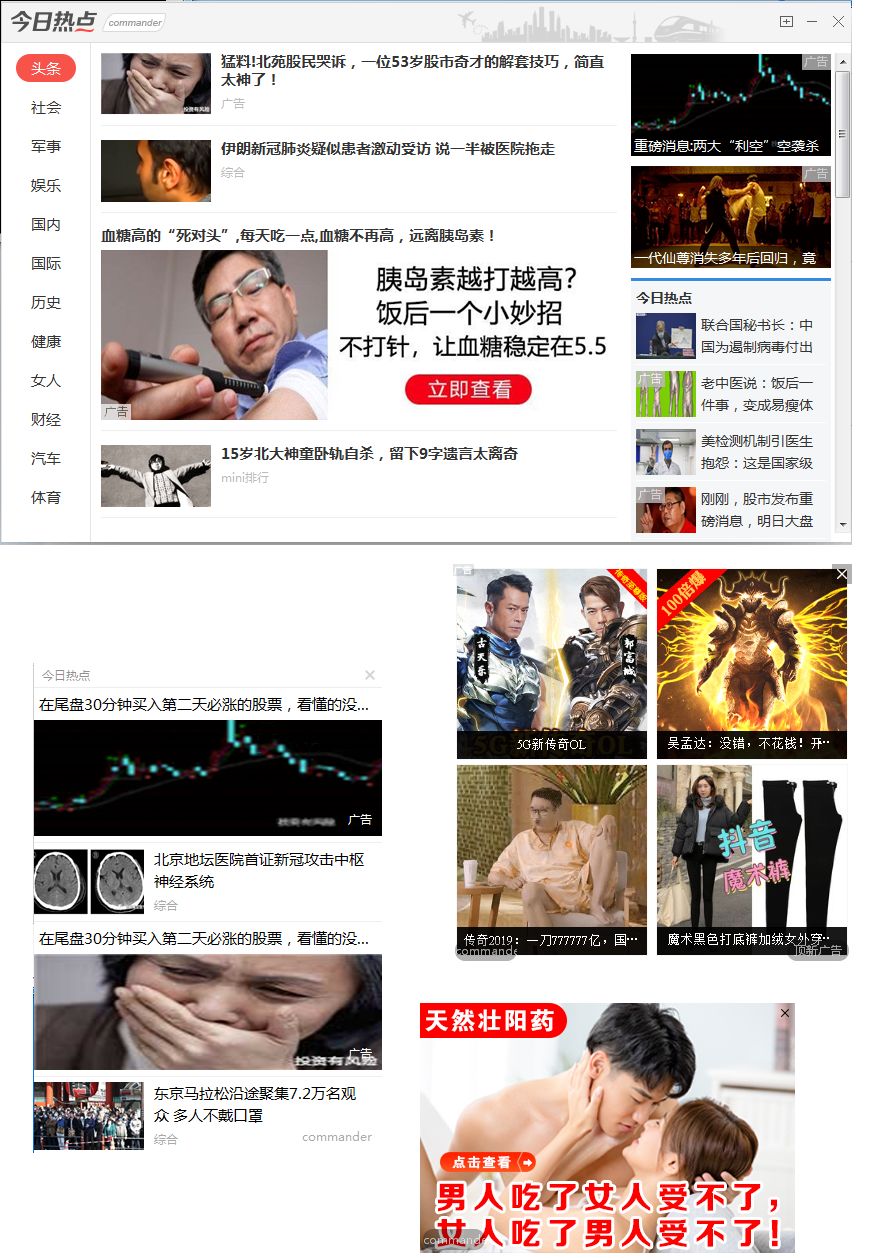 今日热点
commander
头条
社会
军事
娱乐
国内
国际
历史
健康
女人
财经
汽车
体育
投资有风险
猛料!北苑股民哭诉，一位53岁股市奇才的解套技巧，简直
太神了！
广告
伊朗新冠肺炎疑似患者激动受访 说一半被医院拖走
综合
血糖高的“死对头”,每天吃一点,血糖不再高，远离胰岛素！
胰岛素越打越高?
饭后一个小妙招
不打针，让血糖稳定在5.5
立即查看
广告
15岁北大神童卧轨自杀，留下9字遗言太离奇
mini排行
广告
重磅消息:两大“利空”空袭杀
广告
一代仙尊消失多年后回归，竟
今日热点
联合国秘书长：中
国为遏制病毒付出
广告
老中医说：饭后一
件事，变成易瘦体
美检测机制引医生
抱怨：这是国家级
广告
刚刚，股市发布重
磅消息，明日大盘
今日热点
在尾盘30分钟买入第二天必涨的股票，看懂的没...
投资有风险
广告
北京地坛医院首证新冠攻击中枢
神经系统
综合
在尾盘30分钟买入第二天必涨的股票，看懂的没...
广告
投资有风险
东京马拉松沿途聚集7.2万名观
众 多人不戴口罩
综合
commander
广告
传奇至尊版
古天乐
郭富城
5G新传奇OL
100倍爆
吴孟达：没错，不花钱！开··
传奇2019：一刀777777亿，国···
commande
抖音
魔术裤
魔术黑色打底裤加绒女外穿··
顶新广告
天然壮阳药
点击查看
男人吃了女人受不了，
女人吃了男人受不了!
commande